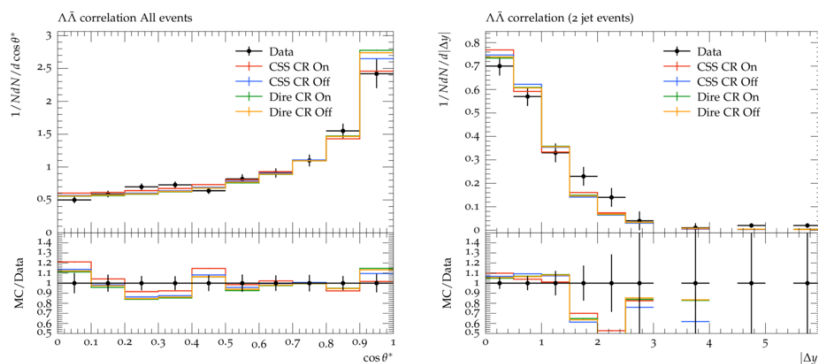 ΛΛ̄ correlation All events
1/NdN/d cos θ*
3
2.5
2
1.5
1
0.5
0
Data
CSS CR On
CSS CR Off
Dire CR On
Dire CR Off
MC/Data
1.4
1.3
1.2
1.1
1
0.9
0.8
0.7
0.6
0.5
0 0.1 0.2 0.3 0.4 0.5 0.6 0.7 0.8 0.9 1
cos θ*
ΛΛ̄ correlation (2 jet events)
1/NdN/d|Δy|
0.8
0.7
0.6
0.5
0.4
0.3
0.2
0.1
0
Data
CSS CR On
CSS CR Off
Dire CR On
Dire CR Off
MC/Data
1.4
1.3
1.2
1.1
1
0.9
0.8
0.7
0.6
0.5
0 1 2 3 4 5
|Δy|